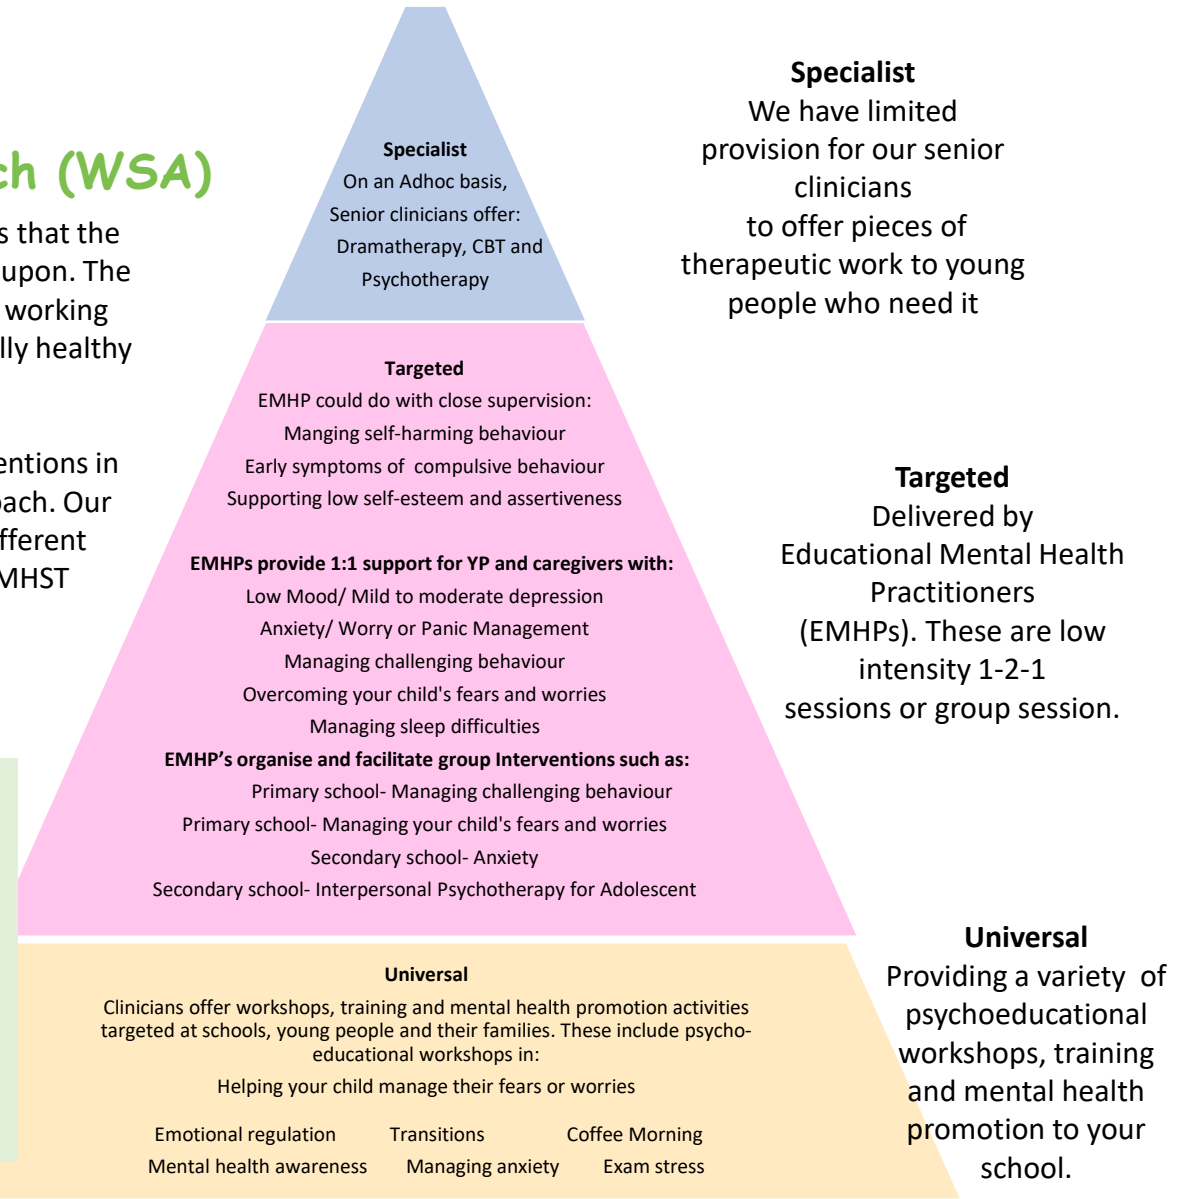 ch (WSA)
s that the
upon. The
working
lly healthy
entions in
oach. Our
fferent
MHST
Specialist
On an Adhoc basis,
Senior clinicians offer:
Dramatherapy, CBT and
Psychotherapy
Targeted
EMHP could do with close supervision:
Manging self-harming behaviour
Early symptoms of compulsive behaviour
Supporting low self-esteem and assertiveness
EMHPs provide 1:1 support for YP and caregivers with:
Low Mood/ Mild to moderate depression
Anxiety/ Worry or Panic Management
Managing challenging behaviour
Overcoming your child's fears and worries
Managing sleep difficulties
EMHP’s organise and facilitate group Interventions such as:
Primary school- Managing challenging behaviour
Primary school- Managing your child's fears and worries
Secondary school- Anxiety
Secondary school- Interpersonal Psychotherapy for Adolescent
Universal
Clinicians offer workshops, training and mental health promotion activities
targeted at schools, young people and their families. These include psycho-
educational workshops in:
Helping your child manage their fears or worries
Emotional regulation Transitions Coffee Morning
Mental health awareness Managing anxiety Exam stress
Specialist
We have limited
provision for our senior
clinicians
to offer pieces of
therapeutic work to young
people who need it
Targeted
Delivered by
Educational Mental Health
Practitioners
(EMHPs). These are low
intensity 1-2-1
sessions or group session.
Universal
Providing a variety of
psychoeducational
workshops, training
and mental health
promotion to your
school.